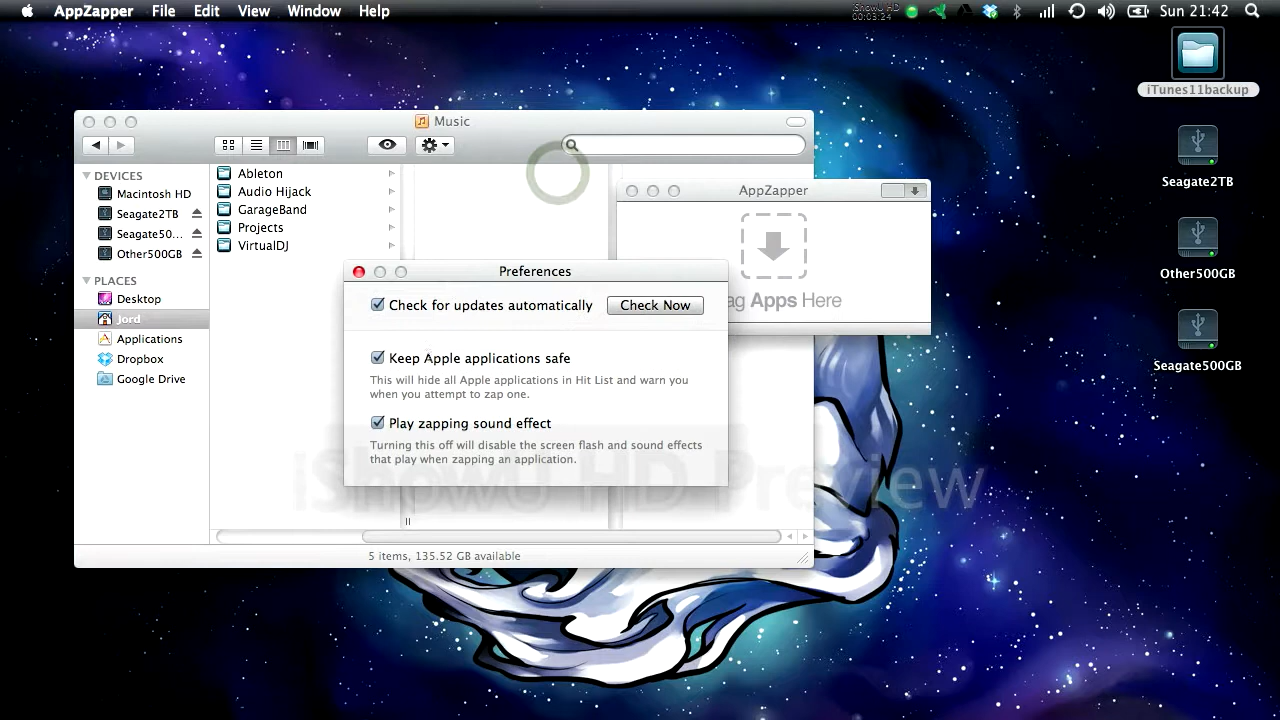 AppZapper File Edit View Window Help
iShowU HD
00:03:24
Sun 21:42
iTunes11backup
Music
DEVICES
Macintosh HD
Seagate2TB
Seagate50...
Other500GB
PLACES
Desktop
Jord
Applications
Dropbox
Google Drive
Ableton
Audio Hijack
GarageBand
Projects
VirtualDJ
AppZapper
ag Apps Here
Preferences
Check for updates automatically
Check Now
Keep Apple applications safe
This will hide all Apple applications in Hit List and warn you
when you attempt to zap one.
Play zapping sound effect
Turning this off will disable the screen flash and sound effects
that play when zapping an application.
iShowU HD Preview
5 items, 135.52 GB available
Seagate2TB
Other500GB
Seagate500GB